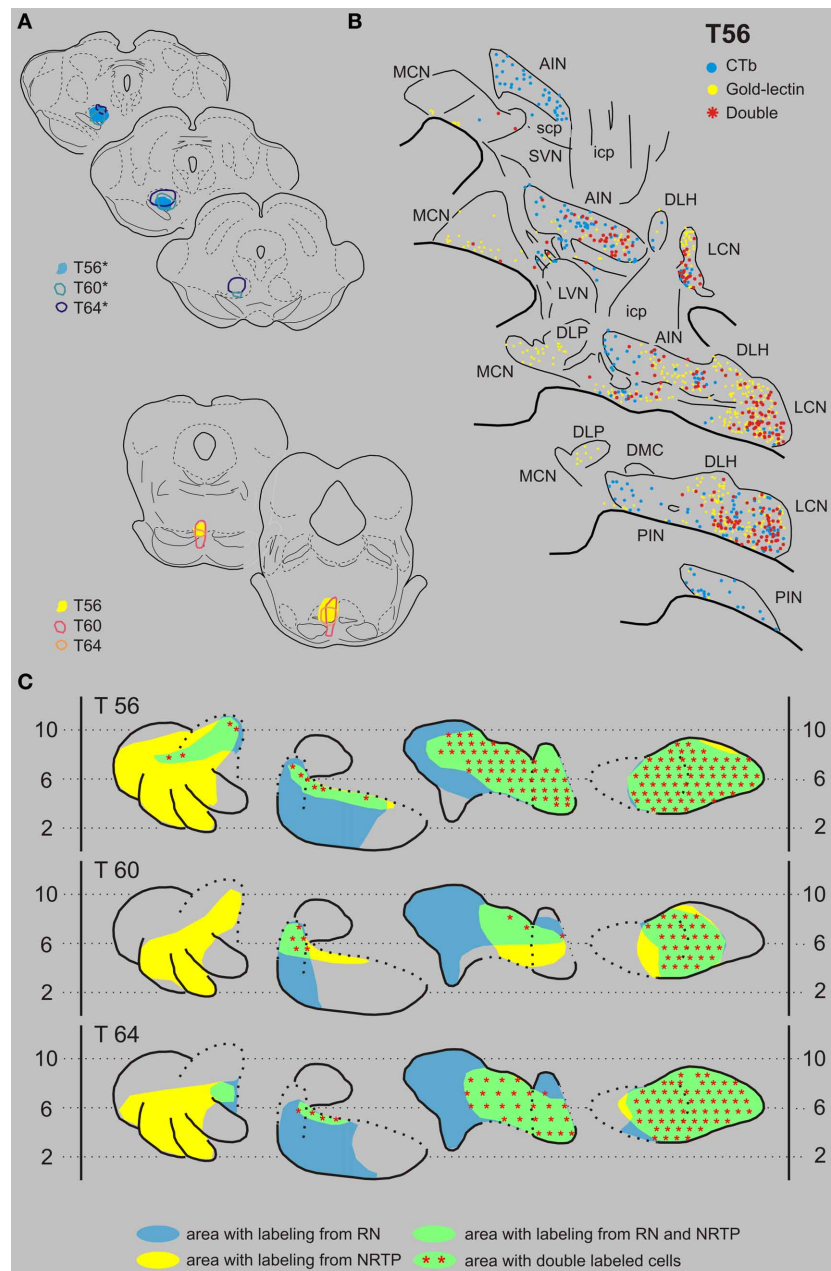 A
B
T56
CTb
Gold-lectin
Double
MCN
AIN
scp
SVN
icp
MCN
AIN
DLH
LCN
LVN
icp
DLP
AIN
DLH
MCN
LCN
DLP
DMC
DLH
MCN
LCN
PIN
PIN
T56*
T60*
T64*
T56
T60
T64
C
T 56
10 10
6 6
2 2
T 60
10 10
6 6
2 2
T 64
10 10
6 6
2 2
area with labeling from RN
area with labeling from RN and NRTP
area with labeling from NRTP
** area with double labeled cells